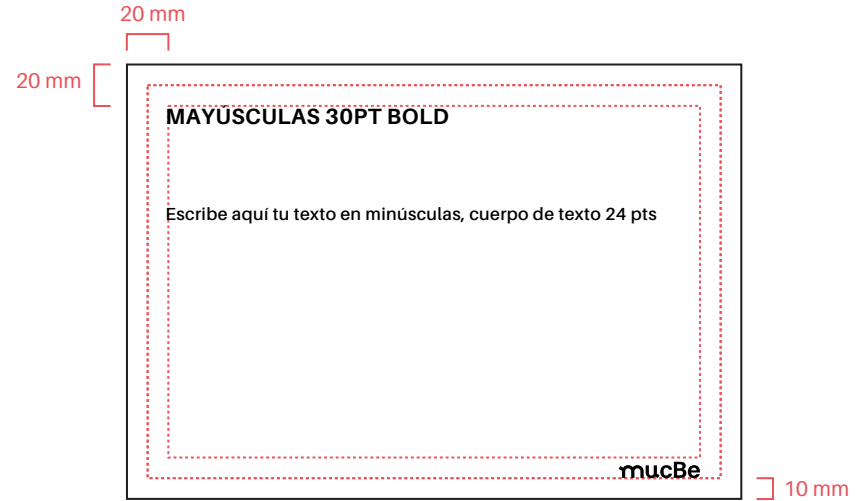 20 mm
20 mm
MAYÚSCULAS 30PT BOLD
Escribe aquí tu texto en minúsculas, cuerpo de texto 24 pts
mucBe
10 mm